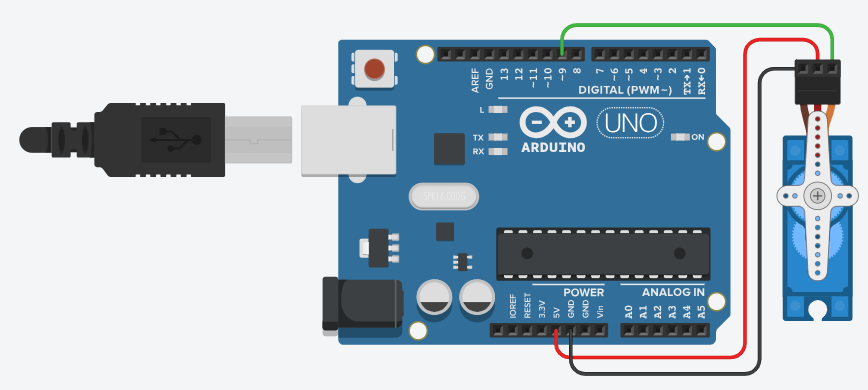 AREF
GND
13
12
~11
~10
~9
8
7
~6
~5
~4
~3
2
TX→1
RX←0
DIGITAL (PWM~)
L
TX
RX
UNO
ARDUINO
ON
POWER
ANALOG IN
IOREF
RESET
3.3V
5V
GND
GND
Vin
A0
A1
A2
A3
A4
A5